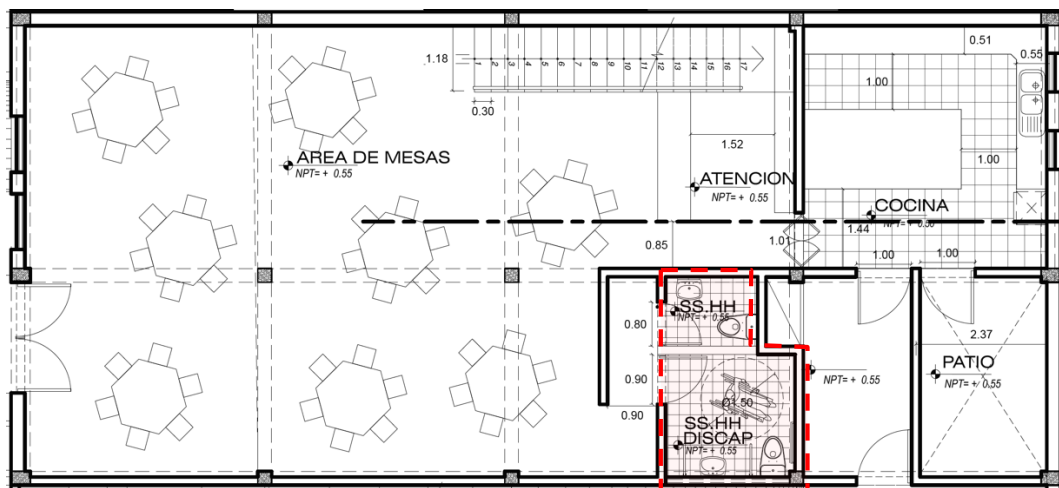 0.51
0.55
1.18
1 2 3 4 5 6 7 8 9 10 11 12 13 14 15 16 17
1.00
0.30
1.52
1.00
AREA DE MESAS
NPT= + 0.55
ATENCION
NPT= + 0.55
COCINA
NPT= + 0.56
1.44
1.01
0.85
1.00
1.00
SS.HH
NPT= + 0.55
0.80
2.37
PATIO
NPT= + 0.55
NPT= + 0.55
0.90
Ø1.50
0.90
SS.HH
DISCAP
NPT= + 0.55